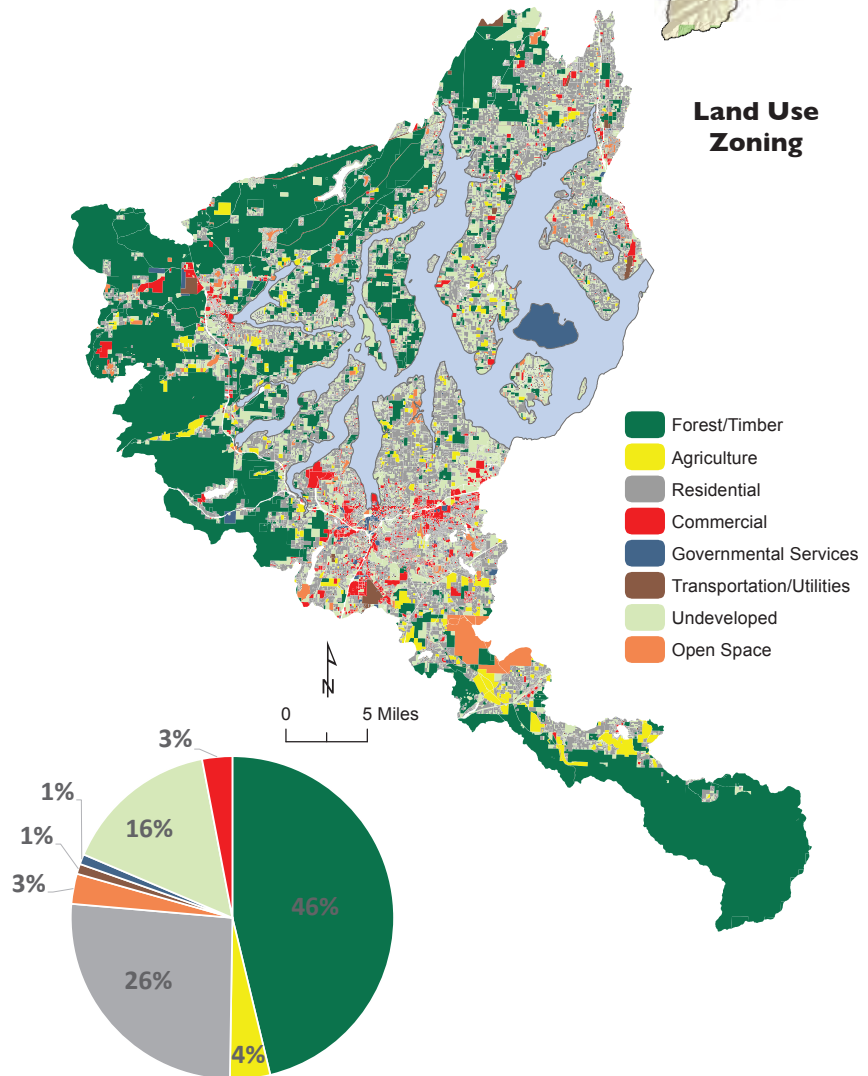 Land Use
Zoning
Forest/Timber
Agriculture
Residential
Commercial
Governmental Services
Transportation/Utilities
Undeveloped
Open Space
N
0 5 Miles
3%
1%
16%
1%
3%
46%
26%
4%